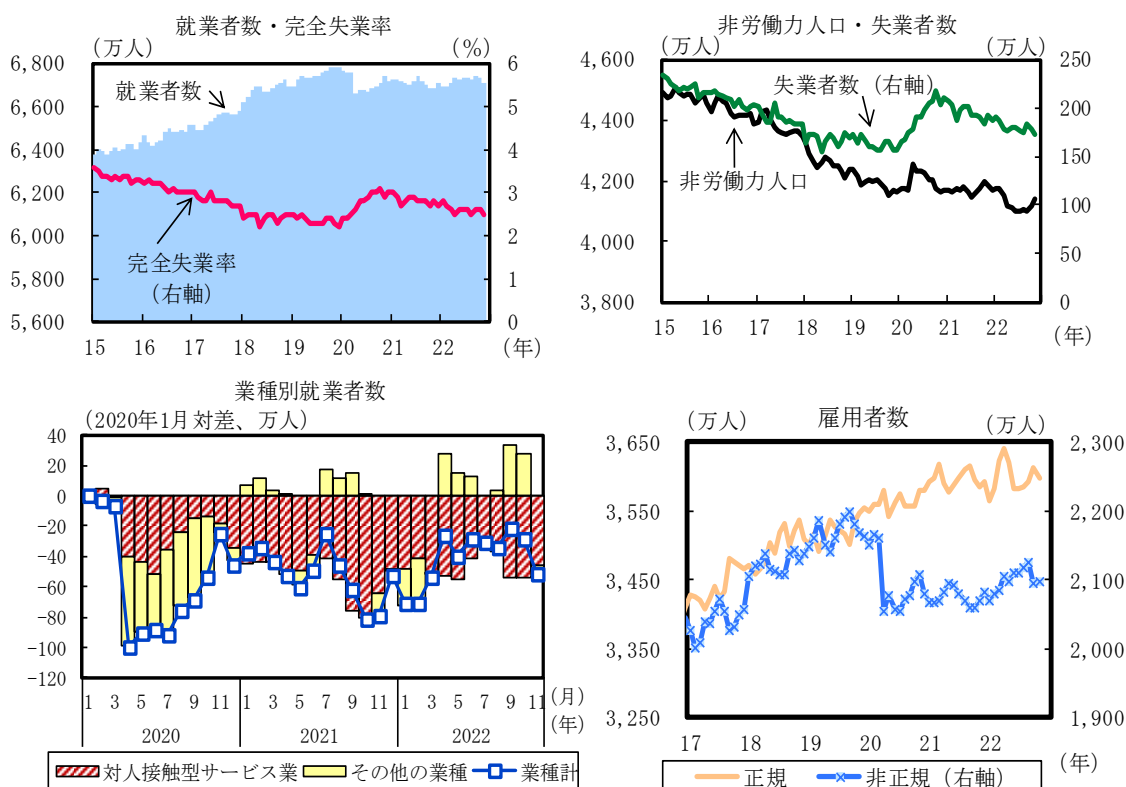 就業者数・完全失業率
(万人) (%)
6,800 6
6,600 5
6,400 4
6,200 3
6,000 2
5,800 1
5,600 0
就業者数
完全失業率
(右軸)
15 16 17 18 19 20 21 22
(年)
非労働力人口・失業者数
(万人) (万人)
4,600 250
200
4,400
150
4,200
100
4,000
50
3,800 0
失業者数(右軸)
非労働力人口
15 16 17 18 19 20 21 22
(年)
業種別就業者数
(2020年1月対差、万人)
40
20
0
-20
-40
-60
-80
-100
-120
1 3 5 7 9 11 1 3 5 7 9 11 1 3 5 7 9 11 (月)
2020 2021 2022 (年)
対人接触型サービス業 その他の業種 業種計
雇用者数
(万人) (万人)
3,650 2,300
3,550 2,200
3,450 2,100
3,350 2,000
3,250 1,900
17 18 19 20 21 22
(年)
正規 非正規(右軸)